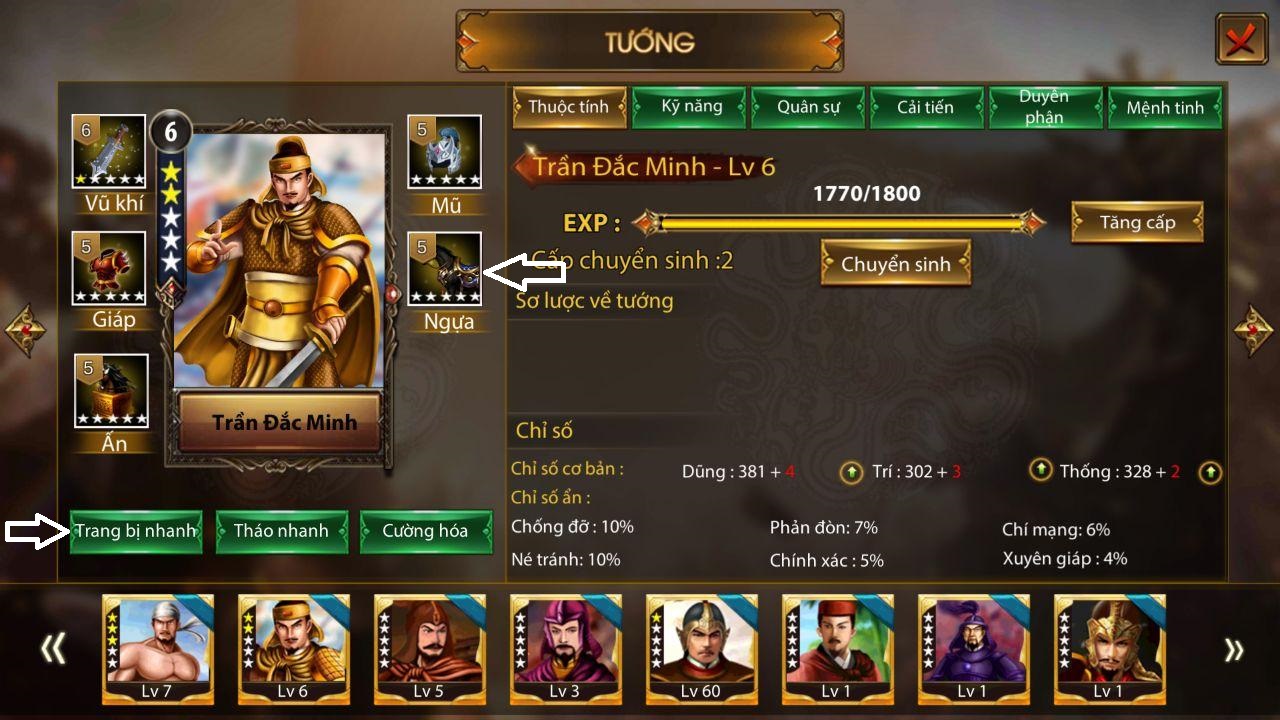 TƯỚNG
6
Vũ khí
6
5
Mũ
5
Giáp
5
Ngựa
5
Ấn
Trần Đắc Minh
Trang bị nhanh
Tháo nhanh
Cường hóa
Thuộc tính
Kỹ năng
Quân sự
Cải tiến
Duyên
phận
Mệnh tinh
Trần Đắc Minh - Lv 6
1770/1800
EXP :
Tăng cấp
Cấp chuyển sinh :2
Chuyển sinh
Sơ lược về tướng
Chỉ số
Chỉ số cơ bản :
Dũng : 381 + 4
Trí : 302 + 3
Thống : 328 + 2
Chỉ số ẩn :
Chống đỡ : 10%
Phản đòn: 7%
Chí mạng: 6%
Né tránh: 10%
Chính xác : 5%
Xuyên giáp : 4%
Lv 7
Lv 6
Lv 5
Lv 3
Lv 60
Lv 1
Lv 1
Lv 1